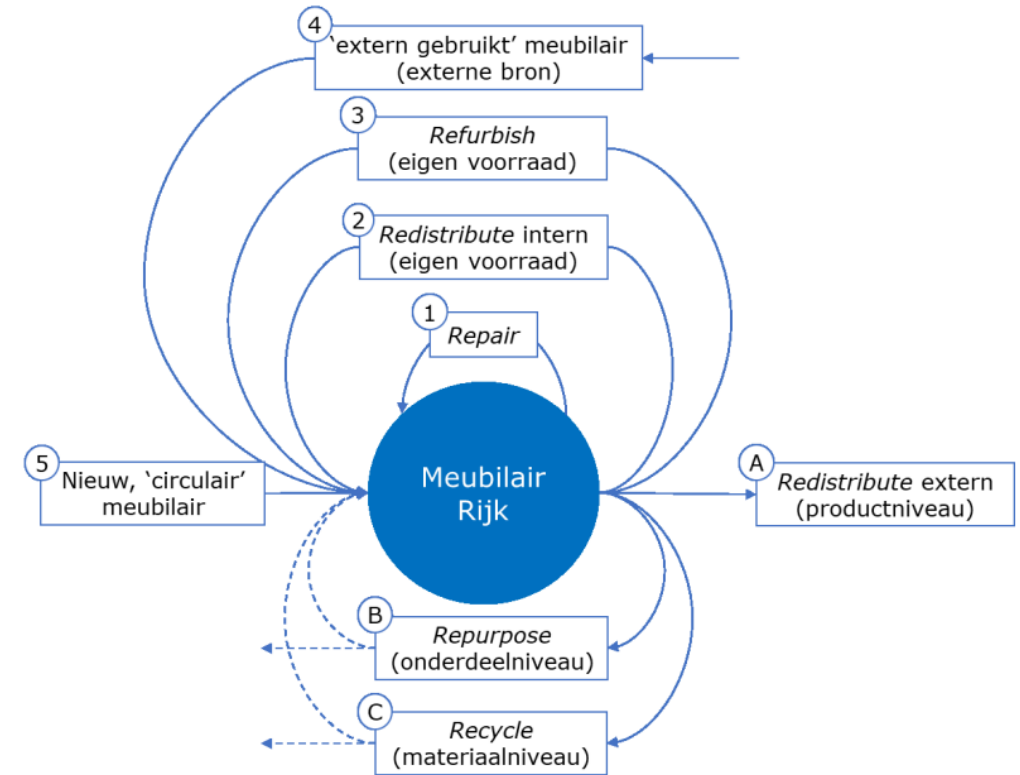 4
‘extern gebruikt’ meubilair
(externe bron)
3
Refurbish
(eigen voorraad)
2
Redistribute intern
(eigen voorraad)
1
Repair
Meubilair
Rijk
5
Nieuw, ‘circulair’
meubilair
A
Redistribute extern
(productniveau)
B
Repurpose
(onderdeelniveau)
C
Recycle
(materiaalniveau)